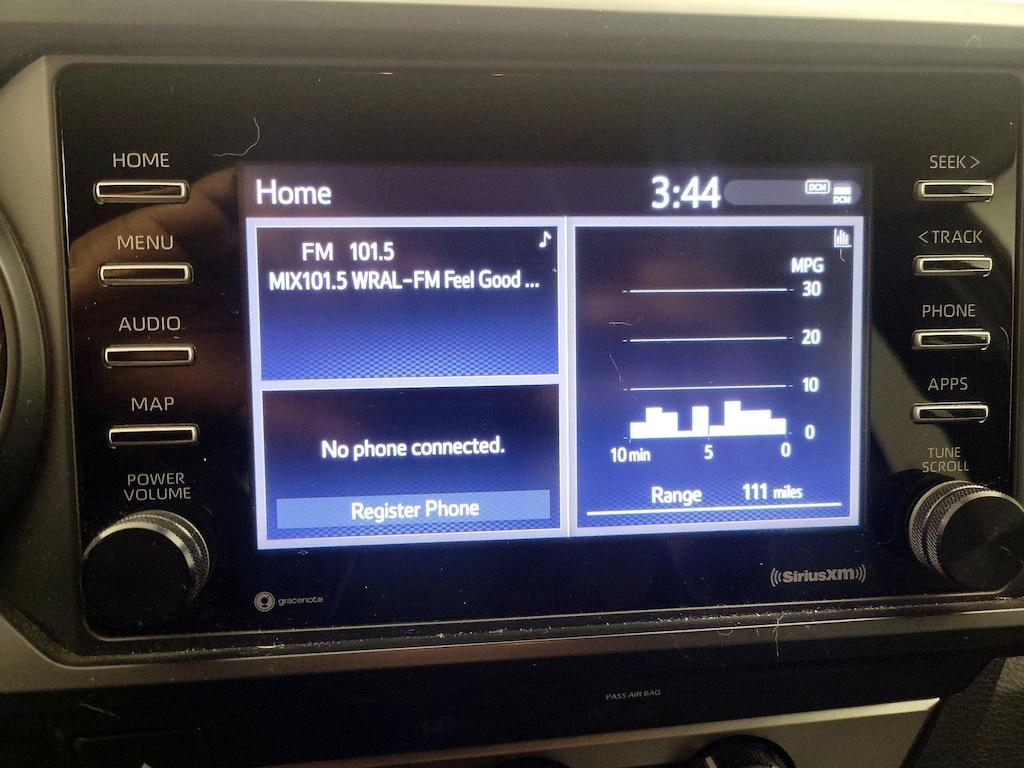 HOME
MENU
AUDIO
MAP
POWER
VOLUME
Home
3:44
DCM
DCM
FM 101.5
MIX101.5 WRAL-FM Feel Good ...
No phone connected.
Register Phone
MPG
30
20
10
0
10 min 5 0
Range 111 miles
SEEK >
< TRACK
PHONE
APPS
TUNE
SCROLL
gracenote
((SiriusXM))
PASS AIR BAG